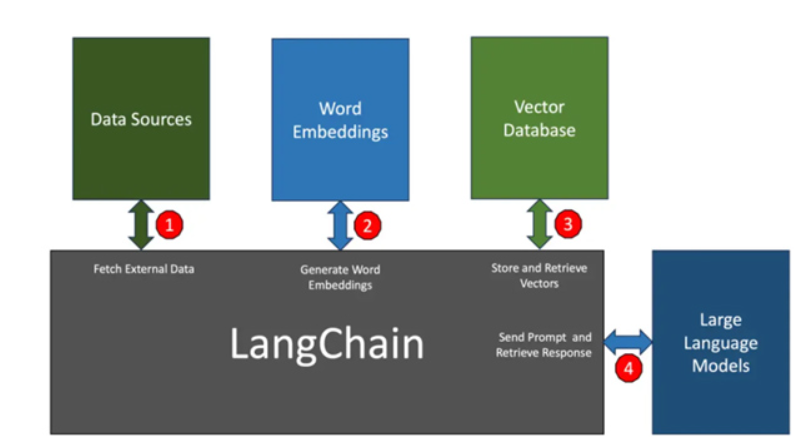 Data Sources
Word
Embeddings
Vector
Database
1
2
3
Fetch External Data
Generate Word
Embeddings
Store and Retrieve
Vectors
LangChain
Send Prompt and
Retrieve Response
4
Large
Language
Models